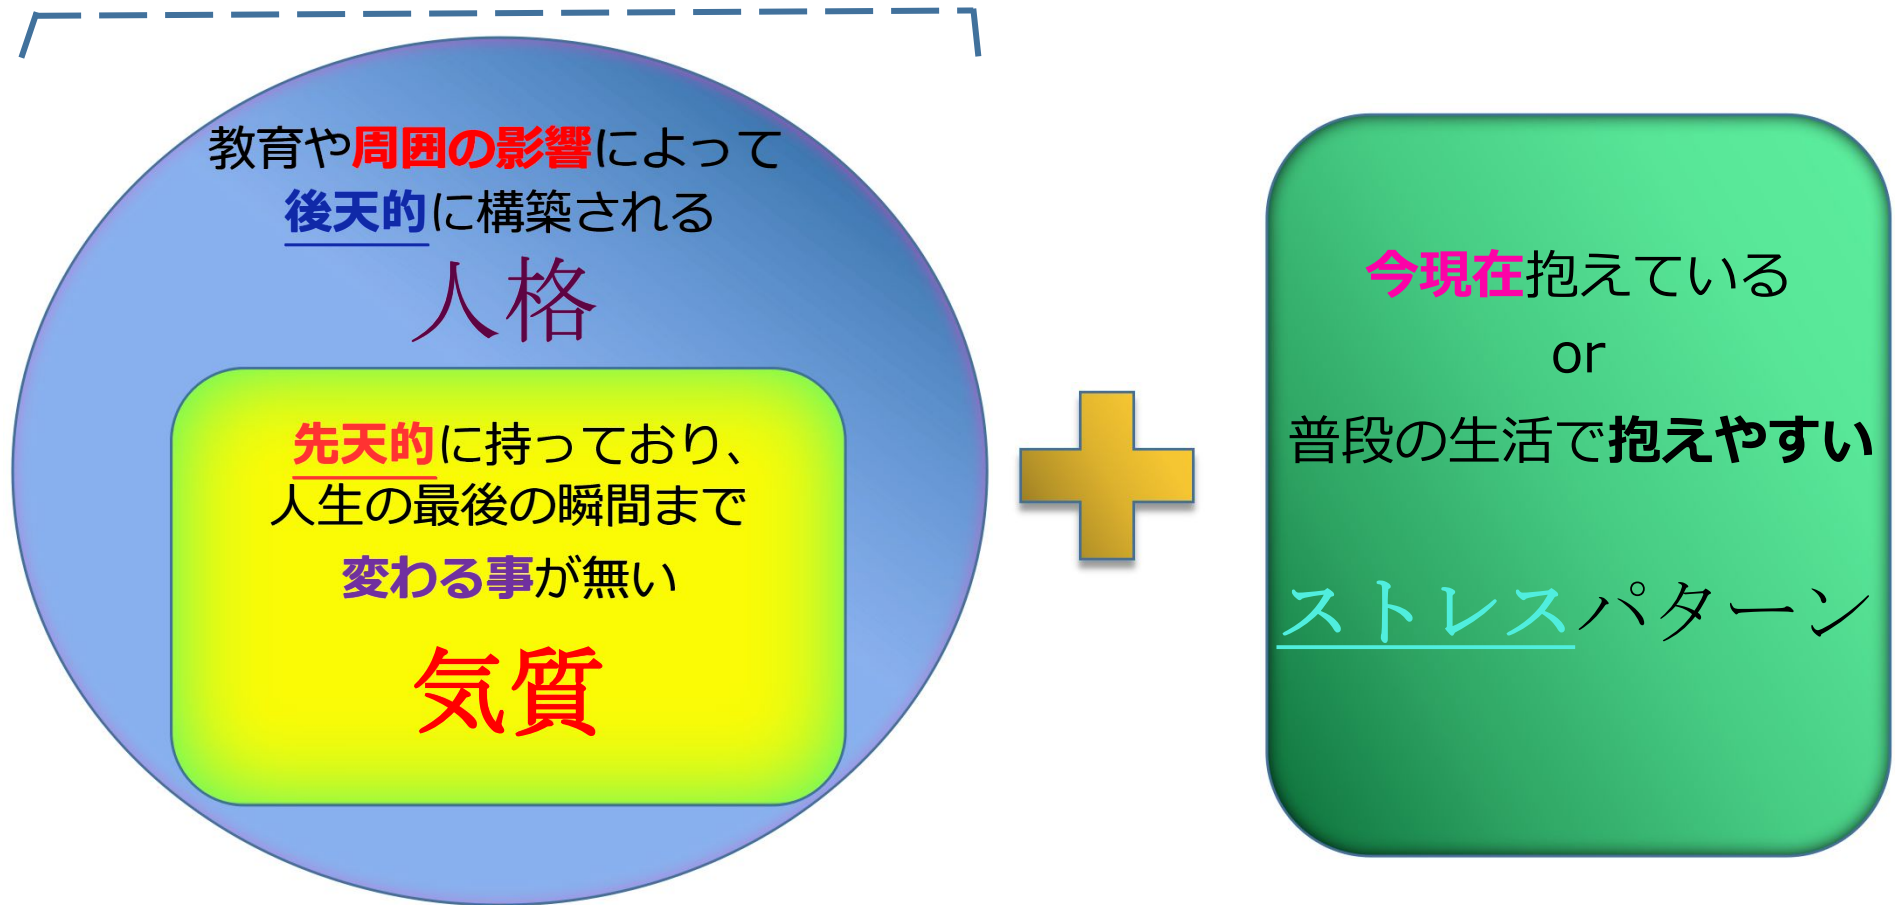 教育や周囲の影響によって
後天的に構築される
人格
先天的に持っており、
人生の最後の瞬間まで
変わる事が無い
気質
今現在抱えている
or
普段の生活で抱えやすい
ストレスパターン